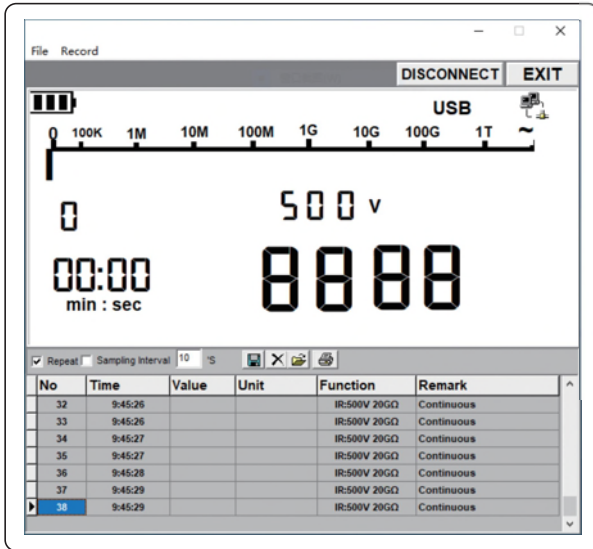 File Record
DISCONNECT EXIT
USB
0 100K 1M 10M 100M 1G 10G 100G 1T ~
0 500 v
00:00 8888
min : sec
Repeat Sampling Interval 10 'S
No Time Value Unit Function Remark
32 9:45:26 IR:500V 20GΩ Continuous
33 9:45:26 IR:500V 20GΩ Continuous
34 9:45:27 IR:500V 20GΩ Continuous
35 9:45:27 IR:500V 20GΩ Continuous
36 9:45:28 IR:500V 20GΩ Continuous
37 9:45:29 IR:500V 20GΩ Continuous
38 9:45:29 IR:500V 20GΩ Continuous